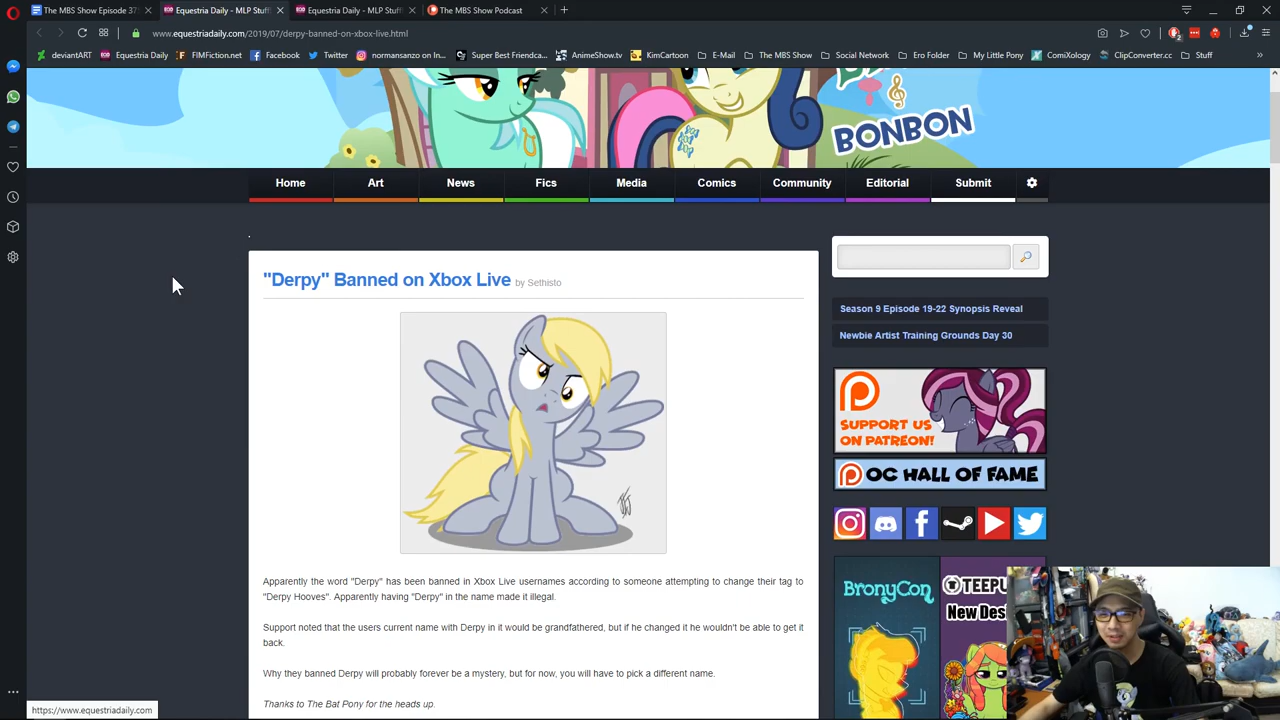 The MBS Show Episode 37
Equestria Daily - MLP Stuff!
Equestria Daily - MLP Stuff!
The MBS Show Podcast
www.equestriadaily.com/2019/07/derpy-banned-on-xbox-live.html
deviantART
Equestria Daily
FIMFiction.net
Facebook
Twitter
normansanzo on In...
Super Best Friendca...
AnimeShow.tv
KimCartoon
E-Mail
The MBS Show
Social Network
Ero Folder
My Little Pony
ComiXology
ClipConverter.cc
Stuff
BONBON
Home
Art
News
Fics
Media
Comics
Community
Editorial
Submit
"Derpy" Banned on Xbox Live by Sethisto
Apparently the word "Derpy" has been banned in Xbox Live usernames according to someone attempting to change their tag to
"Derpy Hooves". Apparently having "Derpy" in the name made it illegal.
Support noted that the users current name with Derpy in it would be grandfathered, but if he changed it he wouldn't be able to get it
back.
Why they banned Derpy will probably forever be a mystery, but for now, you will have to pick a different name.
Thanks to The Bat Pony for the heads up.
Season 9 Episode 19-22 Synopsis Reveal
Newbie Artist Training Grounds Day 30
SUPPORT US
ON PATREON!
OC HALL OF FAME
BRONYCON
TEEPU
New Des
https://www.equestriadaily.com